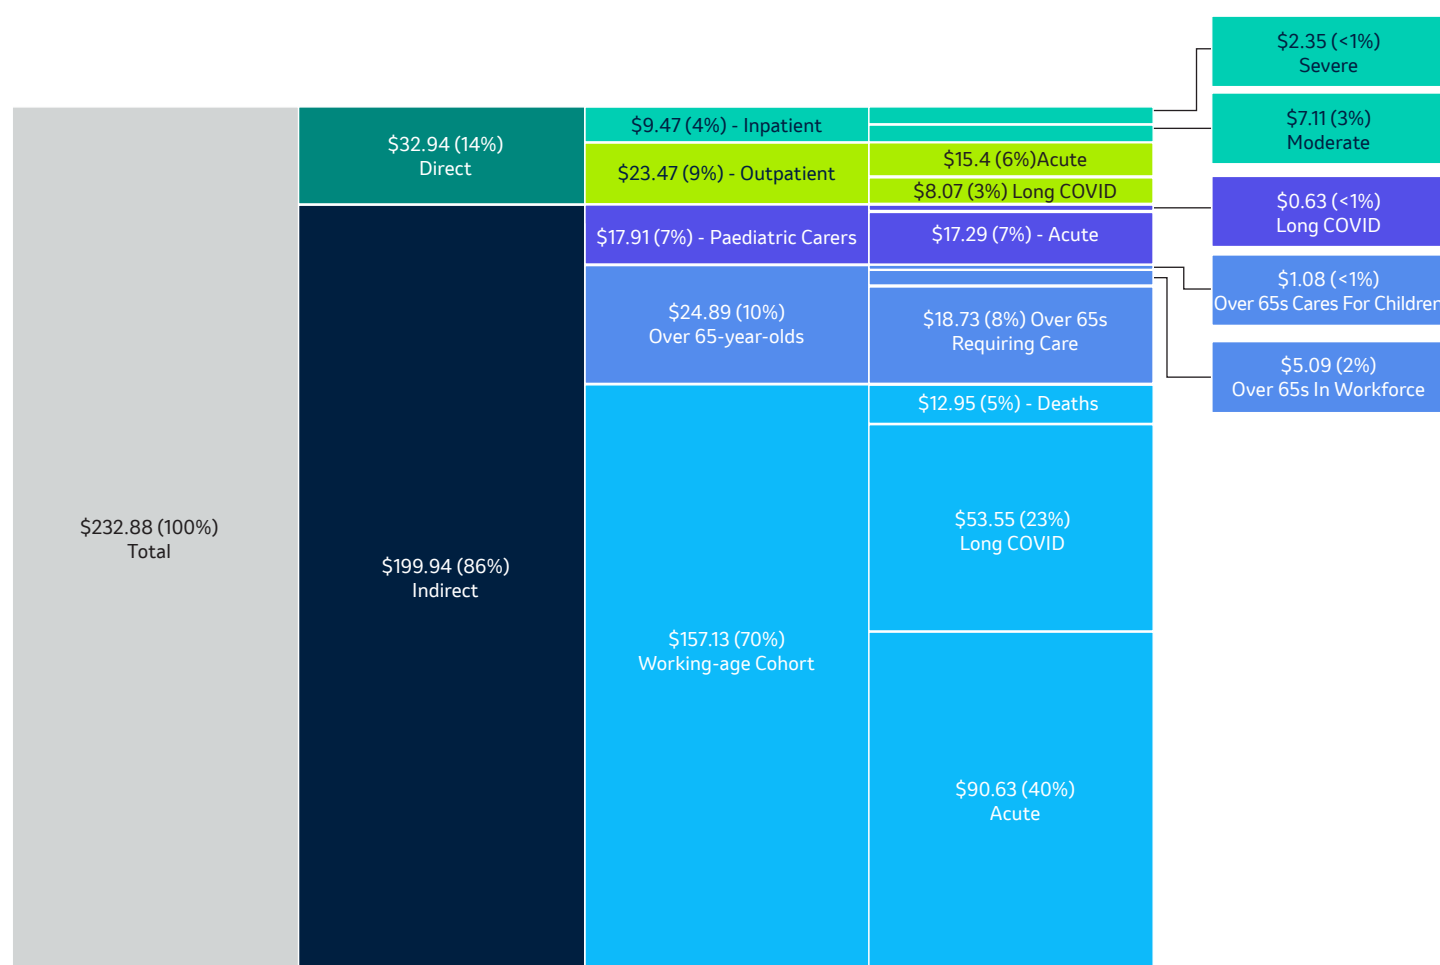 $232.88 (100%)
Total
$32.94 (14%)
Direct
$199.94 (86%)
Indirect
$9.47 (4%) - Inpatient
$23.47 (9%) - Outpatient
$17.91 (7%) - Paediatric Carers
$24.89 (10%)
Over 65-year-olds
$157.13 (70%)
Working-age Cohort
$15.4 (6%)Acute
$8.07 (3%) Long COVID
$17.29 (7%) - Acute
$18.73 (8%) Over 65s
Requiring Care
$12.95 (5%) - Deaths
$53.55 (23%)
Long COVID
$90.63 (40%)
Acute
$2.35 (<1%)
Severe
$7.11 (3%)
Moderate
$0.63 (<1%)
Long COVID
$1.08 (<1%)
Over 65s Cares For Children
$5.09 (2%)
Over 65s In Workforce